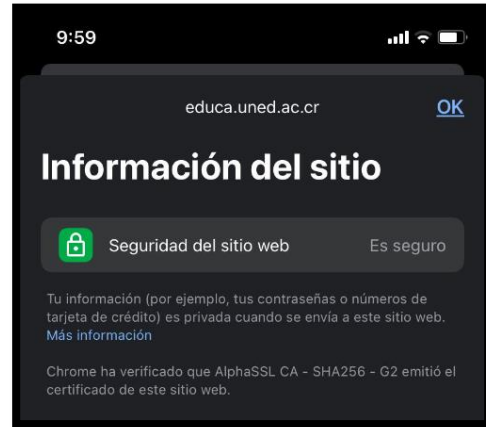 9:59
educa.uned.ac.cr OK
Información del sitio
Seguridad del sitio web Es seguro
Tu información (por ejemplo, tus contraseñas o números de
tarjeta de crédito) es privada cuando se envía a este sitio web.
Más información
Chrome ha verificado que AlphaSSL CA - SHA256 - G2 emitió el
certificado de este sitio web.